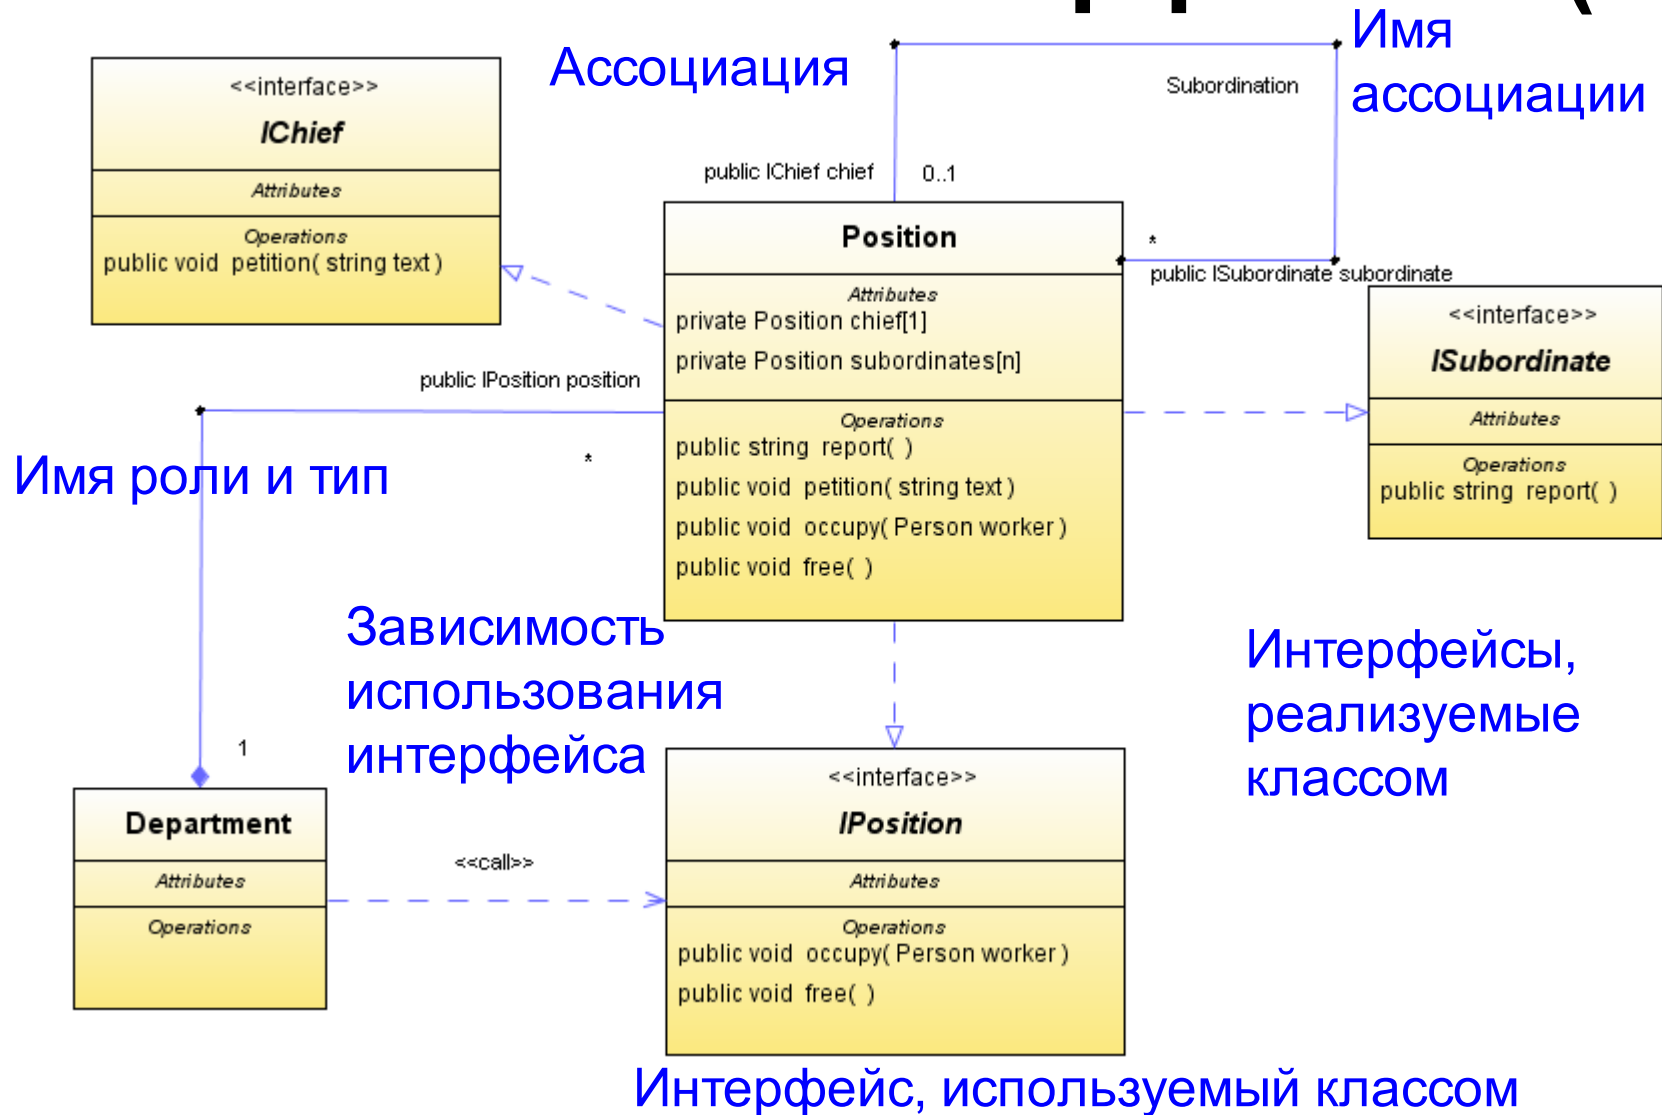 Ассоциация
Имя
ассоциации
Subordination
<<interface>>
IChief
Attributes
Operations
public void petition( string text )
public IChief chief
0..1
Position
Attributes
private Position chief[1]
private Position subordinates[n]
Operations
public string report( )
public void petition( string text )
public void occupy( Person worker )
public void free( )
*
public ISubordinate subordinate
<<interface>>
ISubordinate
Attributes
Operations
public string report( )
public IPosition position
*
Имя роли и тип
Зависимость
использования
интерфейса
Интерфейсы,
реализуемые
классом
1
Department
Attributes
Operations
<<call>>
<<interface>>
IPosition
Attributes
Operations
public void occupy( Person worker )
public void free( )
Интерфейс, используемый классом